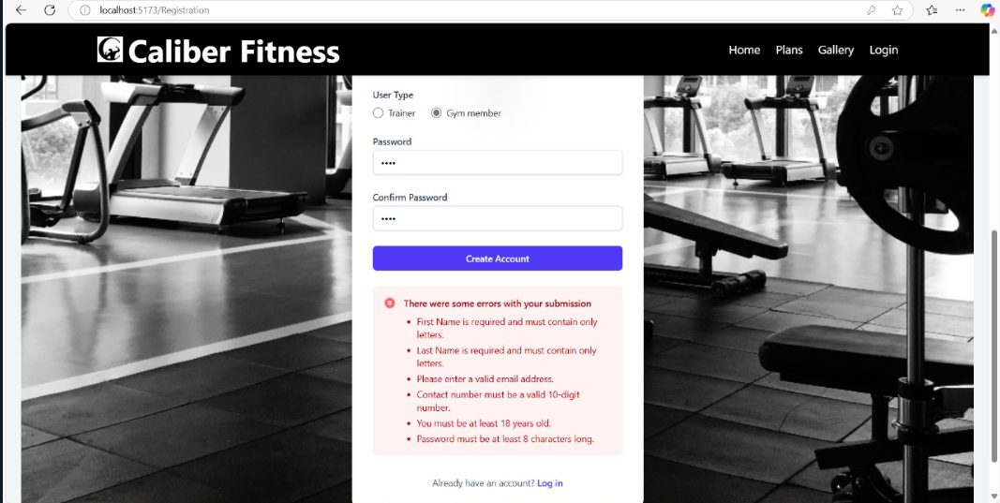 localhost:5173/Registration
Caliber Fitness
Home Plans Gallery Login
User Type
Trainer Gym member
Password
••••
Confirm Password
••••
Create Account
There were some errors with your submission
• First Name is required and must contain only
letters.
• Last Name is required and must contain only
letters.
• Please enter a valid email address.
• Contact number must be a valid 10-digit
number.
• You must be at least 18 years old.
• Password must be at least 8 characters long.
Already have an account? Log in